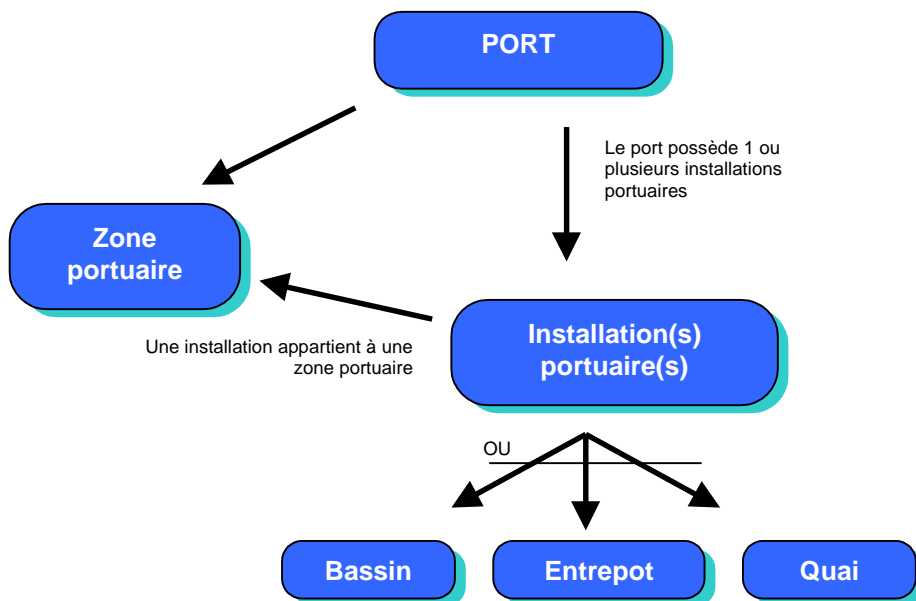 PORT
Le port possède 1 ou
plusieurs installations
portuaires
Zone
portuaire
Installation(s)
portuaire(s)
Une installation appartient à une
zone portuaire
OU
Bassin
Entrepot
Quai